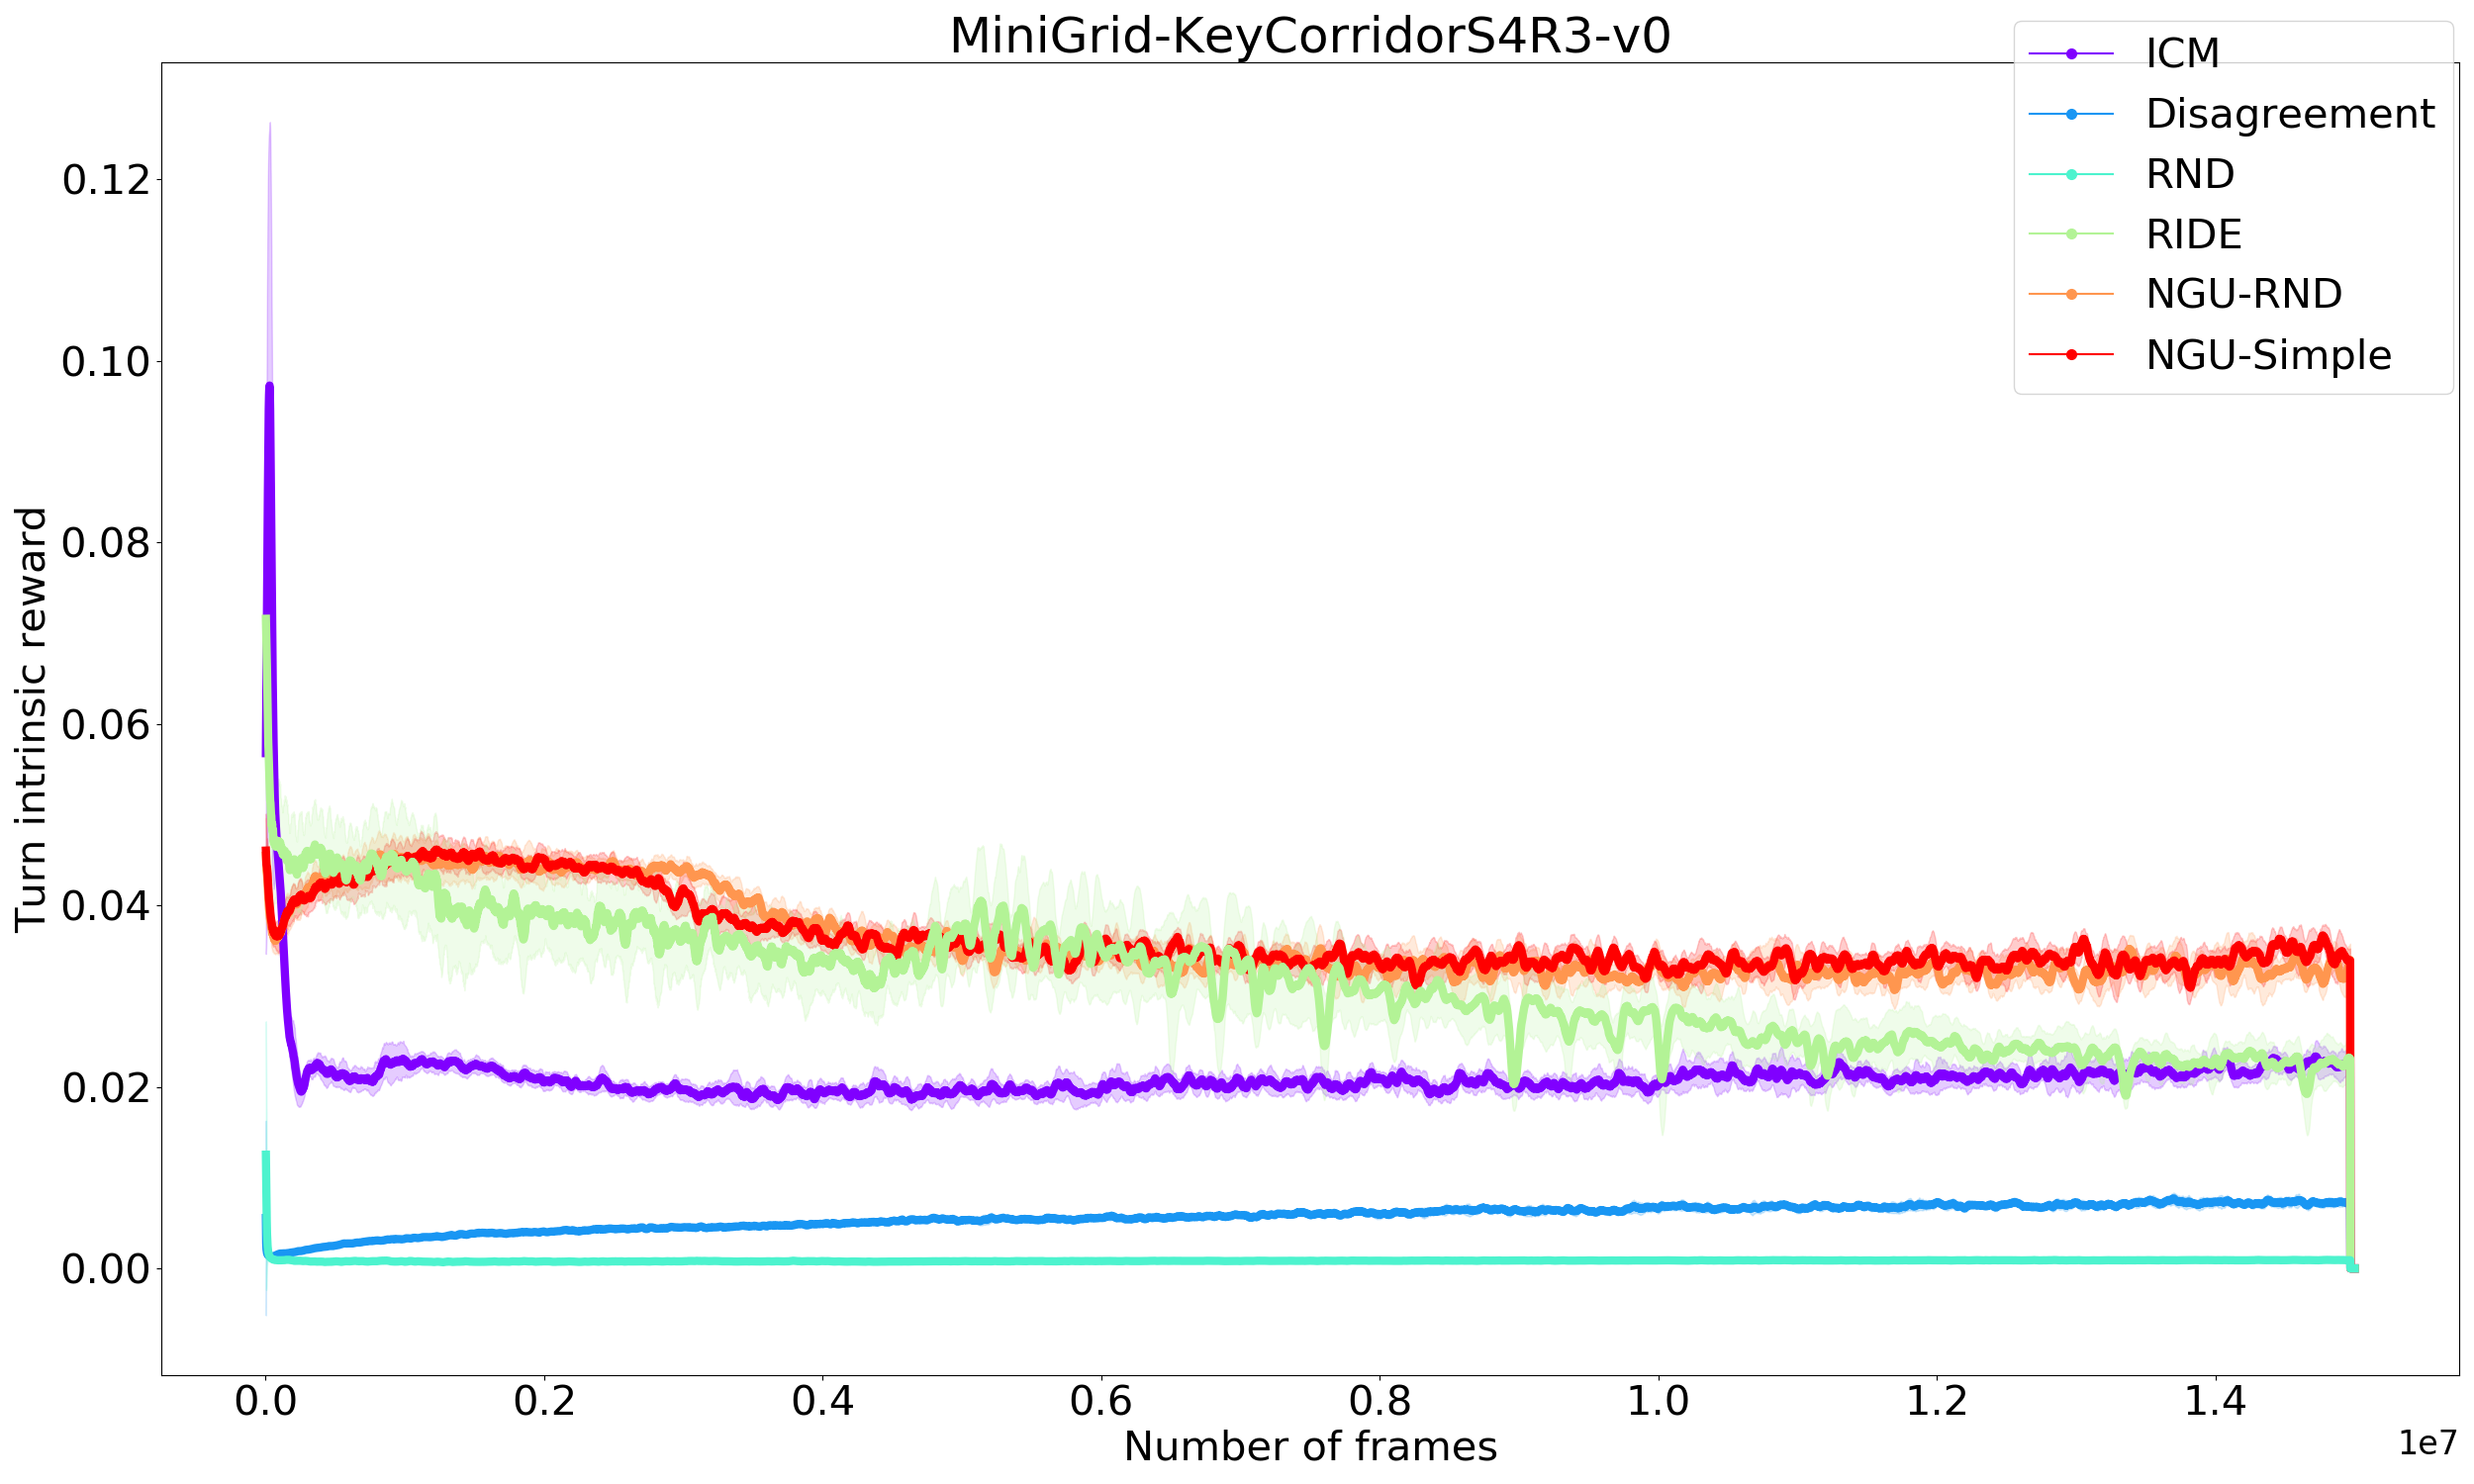 MiniGrid-KeyCorridorS4R3-v0
ICM
Disagreement
RND
RIDE
NGU-RND
NGU-Simple
Turn intrinsic reward
0.12
0.10
0.08
0.06
0.04
0.02
0.00
0.0 0.2 0.4 0.6 0.8 1.0 1.2 1.4
Number of frames
1e7